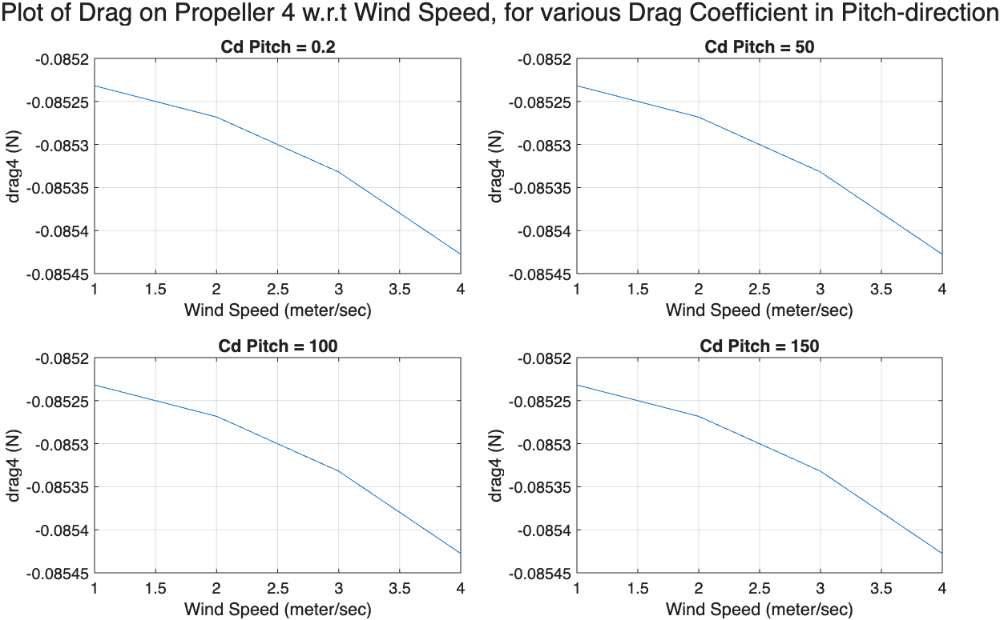 Plot of Drag on Propeller 4 w.r.t Wind Speed, for various Drag Coefficient in Pitch-direction
Cd Pitch = 0.2
-0.0852
-0.08525
-0.0853
-0.08535
-0.0854
-0.08545
drag4 (N)
1 1.5 2 2.5 3 3.5 4
Wind Speed (meter/sec)
Cd Pitch = 50
-0.0852
-0.08525
-0.0853
-0.08535
-0.0854
-0.08545
drag4 (N)
1 1.5 2 2.5 3 3.5 4
Wind Speed (meter/sec)
Cd Pitch = 100
-0.0852
-0.08525
-0.0853
-0.08535
-0.0854
-0.08545
drag4 (N)
1 1.5 2 2.5 3 3.5 4
Wind Speed (meter/sec)
Cd Pitch = 150
-0.0852
-0.08525
-0.0853
-0.08535
-0.0854
-0.08545
drag4 (N)
1 1.5 2 2.5 3 3.5 4
Wind Speed (meter/sec)